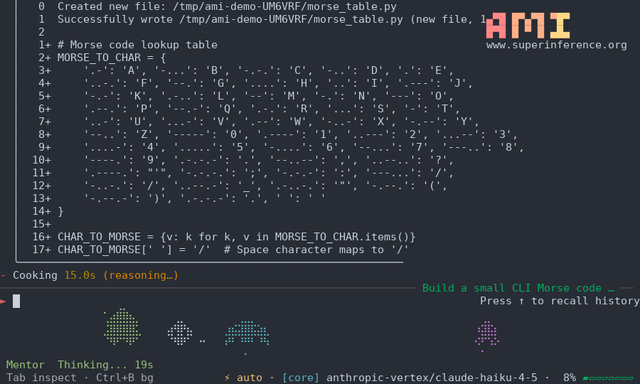 0  Created new file: /tmp/ami-demo-UM6VRF/morse_table.py
1  Successfully wrote /tmp/ami-demo-UM6VRF/morse_table.py (new file, 1
AMI
www.superinference.org
2
1+ # Morse code lookup table
2+ MORSE_TO_CHAR = {
3+     '.-': 'A', '-...': 'B', '-.-.': 'C', '-..': 'D', '.': 'E',
4+     '..-.': 'F', '--.': 'G', '....': 'H', '..': 'I', '.---': 'J',
5+     '-.-': 'K', '.-..': 'L', '--': 'M', '-.': 'N', '---': 'O',
6+     '.--.': 'P', '--.-': 'Q', '.-.': 'R', '...': 'S', '-': 'T',
7+     '..-': 'U', '...-': 'V', '.--': 'W', '-..-': 'X', '-.--': 'Y',
8+     '--..': 'Z', '-----': '0', '.----': '1', '..---': '2', '...--': '3',
9+     '....-': '4', '.....': '5', '-....': '6', '--...': '7', '---..': '8',
10+     '----.': '9', '.-.-.-': '.', '--..--': ',', '..--..': '?',
11+     '.----.': "'", '-.-.-.': ';', '---...': ':', '-..-.': '/',
12+     '-..-.': '/', '..--.-': '_', '.-..-.': '"', '-.--.': '(',
13+     '-.--.-': ')', '.-.-.-': '.', ' ': ' '
14+ }
15+
16+ CHAR_TO_MORSE = {v: k for k, v in MORSE_TO_CHAR.items()}
17+ CHAR_TO_MORSE[' '] = '/'  # Space character maps to '/'
- Cooking 15.0s (reasoning…)
Build a small CLI Morse code …
Press ↑ to recall history
Mentor  Thinking... 19s
Tab inspect · Ctrl+B bg
⚡ auto · [core] anthropic-vertex/claude-haiku-4-5 ·  8%